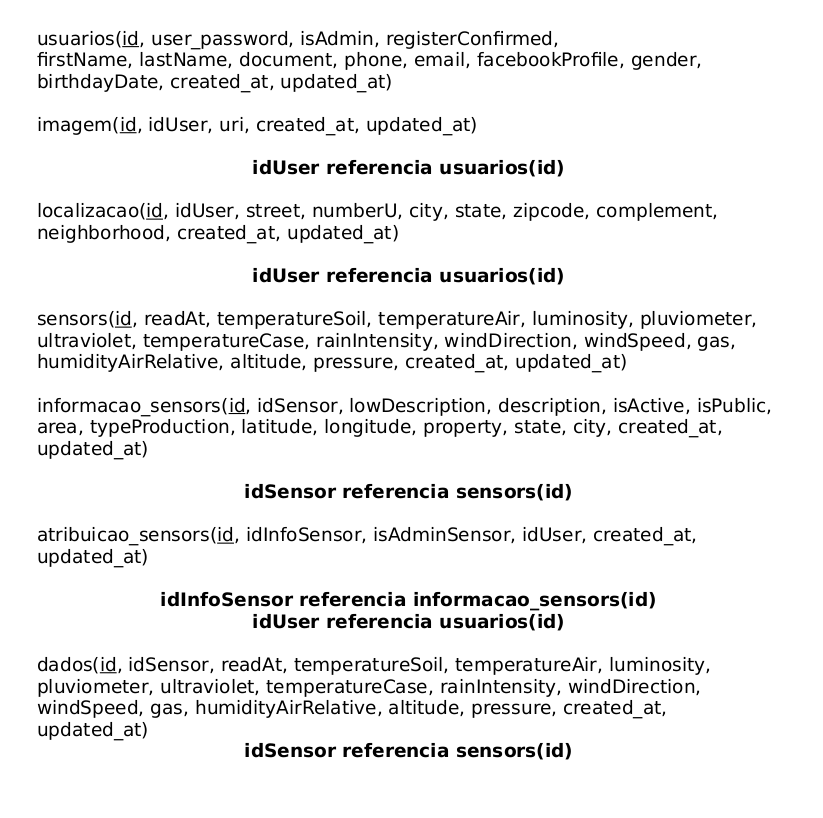 usuarios(id, user_password, isAdmin, registerConfirmed,
firstName, lastName, document, phone, email, facebookProfile, gender,
birthdayDate, created_at, updated_at)
imagem(id, idUser, uri, created_at, updated_at)
idUser referencia usuarios(id)
localizacao(id, idUser, street, numberU, city, state, zipcode, complement,
neighborhood, created_at, updated_at)
idUser referencia usuarios(id)
sensors(id, readAt, temperatureSoil, temperatureAir, luminosity, pluviometer,
ultraviolet, temperatureCase, rainIntensity, windDirection, windSpeed, gas,
humidityAirRelative, altitude, pressure, created_at, updated_at)
informacao_sensors(id, idSensor, lowDescription, description, isActive, isPublic,
area, typeProduction, latitude, longitude, property, state, city, created_at,
updated_at)
idSensor referencia sensors(id)
atribuicao_sensors(id, idInfoSensor, isAdminSensor, idUser, created_at,
updated_at)
idInfoSensor referencia informacao_sensors(id)
idUser referencia usuarios(id)
dados(id, idSensor, readAt, temperatureSoil, temperatureAir, luminosity,
pluviometer, ultraviolet, temperatureCase, rainIntensity, windDirection,
windSpeed, gas, humidityAirRelative, altitude, pressure, created_at,
updated_at)
idSensor referencia sensors(id)